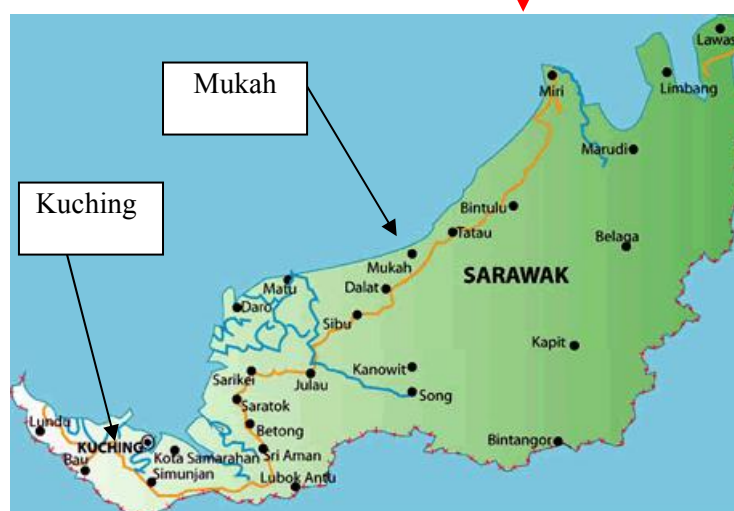 Lawas
Mukah
Miri
Limbang
Marudi
Kuching
Bintulu
Tatau
Belaga
Mukah
SARAWAK
Matu
Dalat
Daro
Sibu
Kapit
Kanowit
Sarikei
Julau
Song
Saratok
Lundu
Betong
KUCHING
Bintangor
Kota Samarahan
Sri Aman
Bau
Simunjan
Lubok Antu